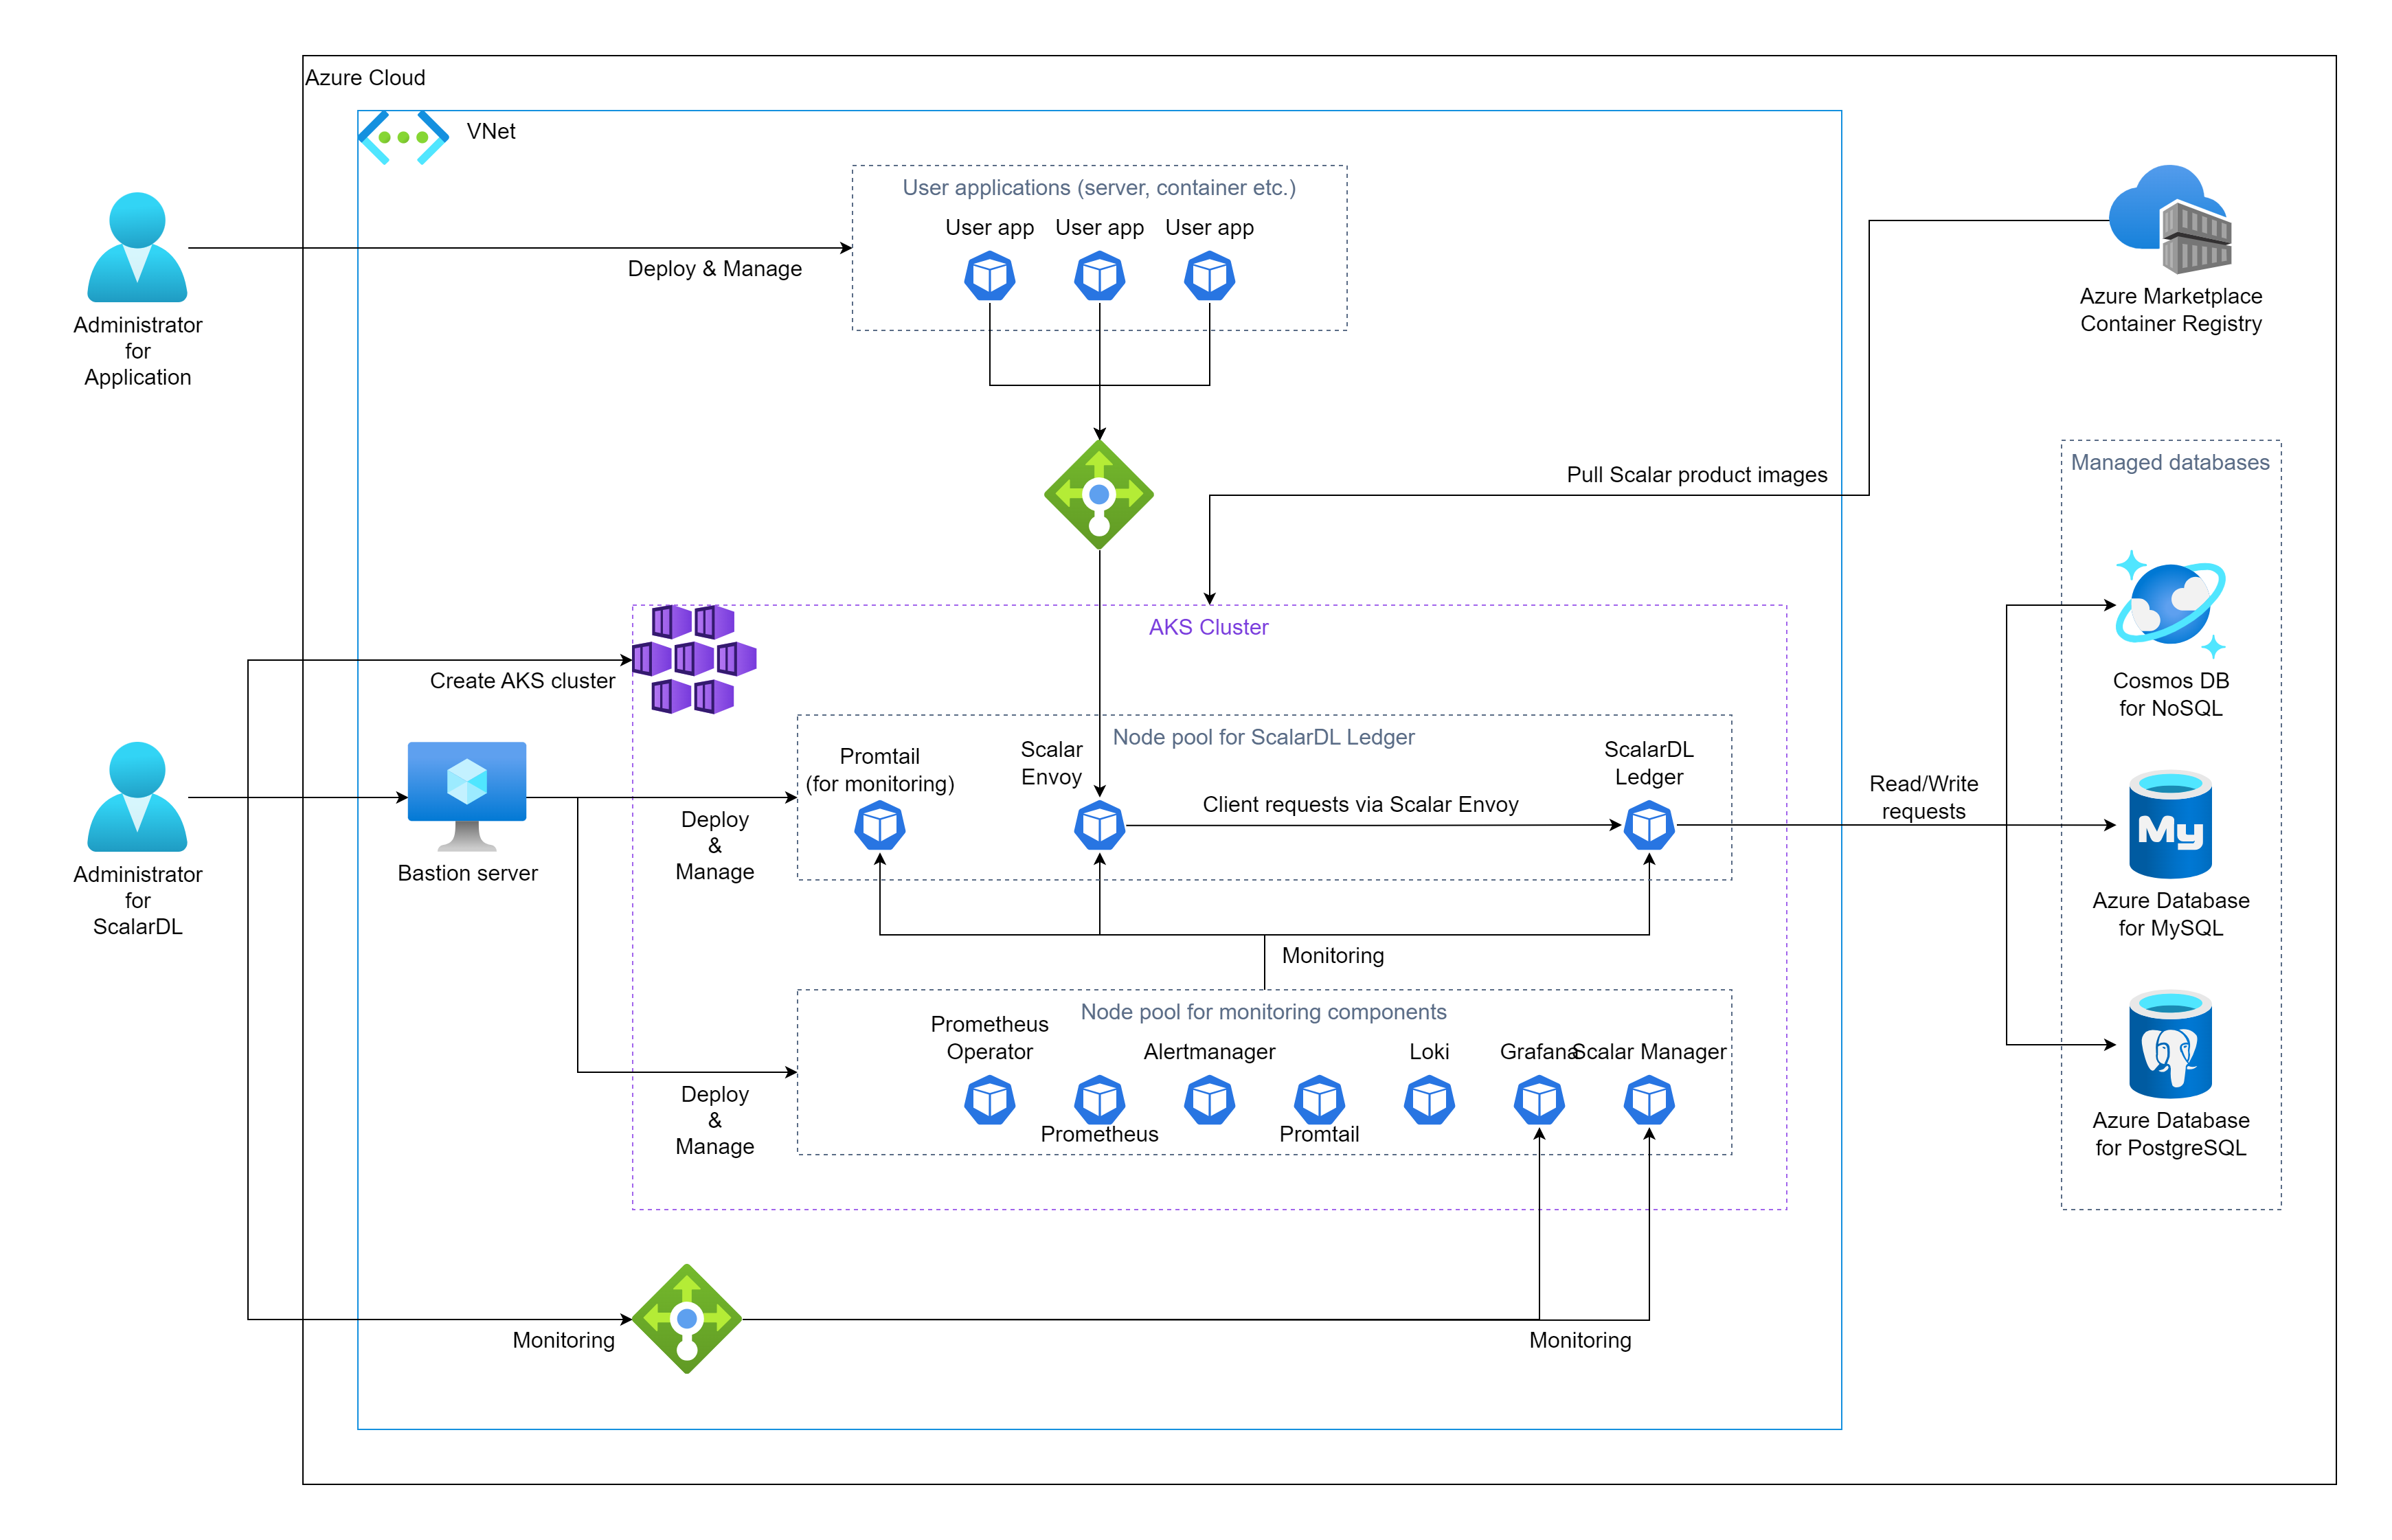 Azure Cloud
VNet
User applications (server, container etc.)
User app
User app
User app
Deploy & Manage
Administrator
for
Application
Azure Marketplace
Container Registry
Pull Scalar product images
Managed databases
AKS Cluster
Create AKS cluster
Cosmos DB
for NoSQL
Node pool for ScalarDL Ledger
Promtail
(for monitoring)
Scalar
Envoy
ScalarDL
Ledger
Client requests via Scalar Envoy
Read/Write
requests
Deploy
&
Manage
Bastion server
Administrator
for
ScalarDL
Azure Database
for MySQL
Monitoring
Node pool for monitoring components
Prometheus
Operator
Alertmanager
Loki
Grafana
Scalar Manager
Prometheus
Promtail
Deploy
&
Manage
Azure Database
for PostgreSQL
Monitoring
Monitoring